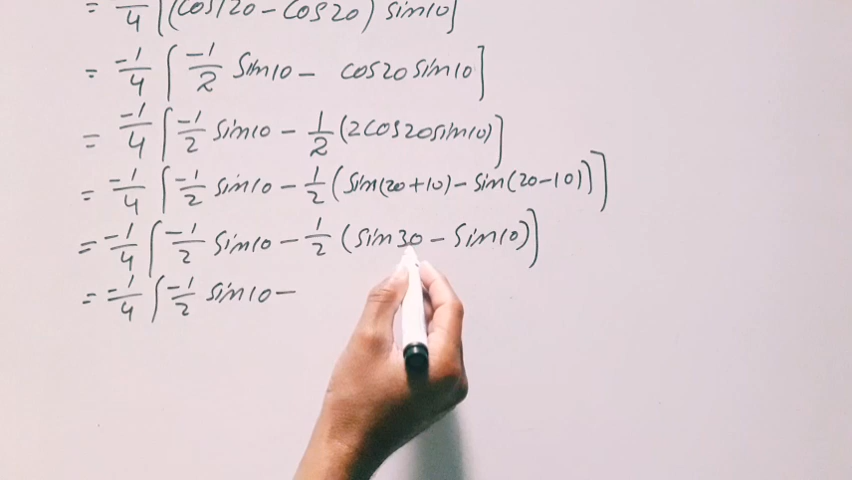 = -1/4 [(cos120 - cos20) sin10]
= -1/4 [-1/2 sin10 - cos20 sin10]
= -1/4 [-1/2 sin10 - 1/2 (2cos20sin10)]
= -1/4 [-1/2 sin10 - 1/2 (sin(20+10) - sin(20-10))]
= -1/4 [-1/2 sin10 - 1/2 (sin30 - sin10)]
= -1/4 [-1/2 sin10 -